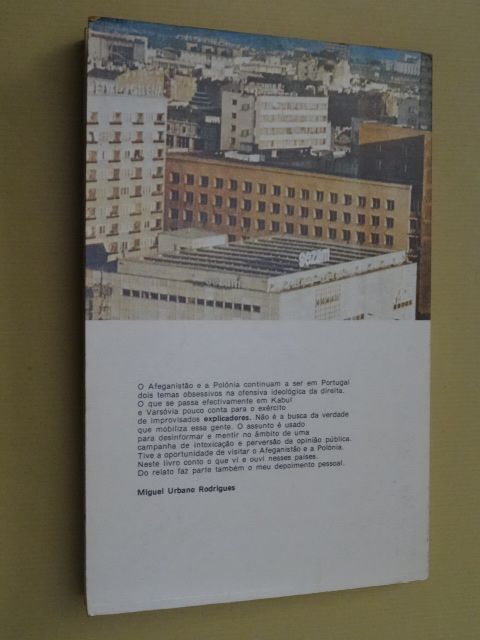 O Afeganistão e a Polónia continuam a ser em Portugal
dois temas obsessivos na ofensiva ideológica da direita.
O que se passa efectivamente em Kabul
e Varsóvia pouco conta para o exército
de improvisados explicadores. Não é a busca da verdade
que mobiliza essa gente. O assunto é usado
para desinformar e mentir no âmbito de uma
campanha de intoxicação e perversão da opinião pública.
Tive a oportunidade de visitar o Afeganistão e a Polónia.
Neste livro conto o que vi e ouvi nesses países.
Do relato faz parte também o meu depoimento pessoal.
Miguel Urbano Rodrigues